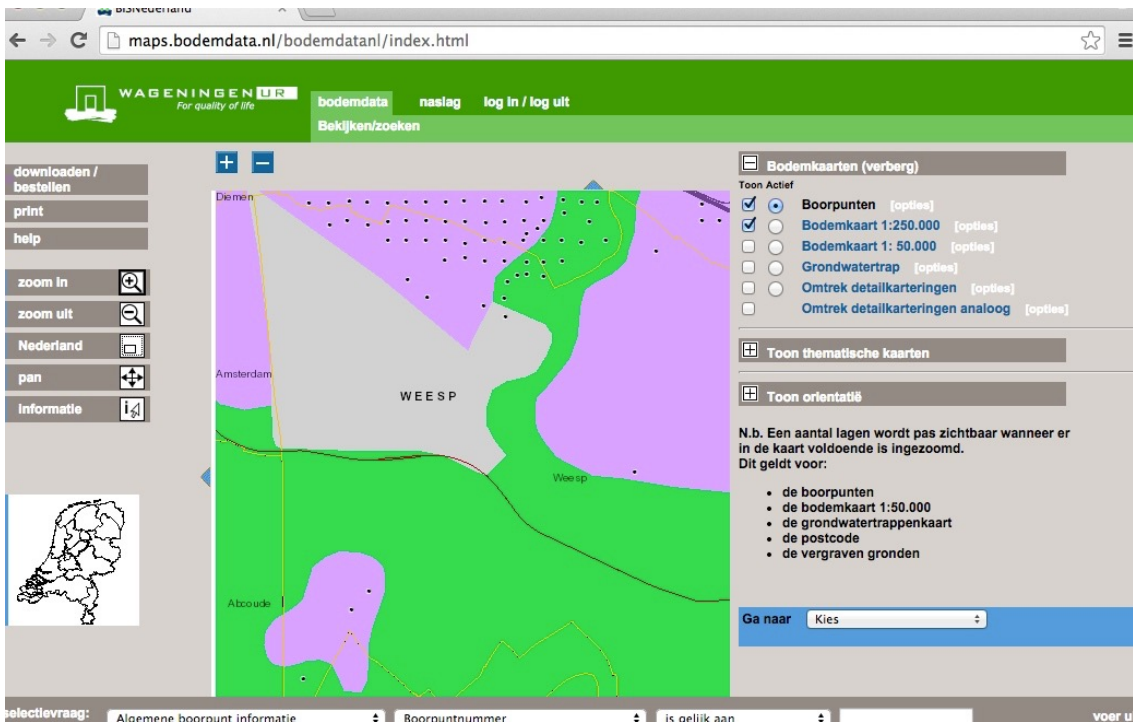 BISNederland
maps.bodemdata.nl/bodemdatanl/index.html
WAGENINGEN UR
For quality of life
bodemdata naslag log in / log uit
Bekijken/zoeken
downloaden /
bestellen
print
help
zoom in
zoom uit
Nederland
pan
Informatie
Diemen
Amsterdam
WEESP
Weesp
Abcoude
Bodemkaarten (verberg)
Toon Actief
Boorpunten [opties]
Bodemkaart 1:250.000 [opties]
Bodemkaart 1: 50.000 [opties]
Grondwatertrap [opties]
Omtrek detailkarteringen [opties]
Omtrek detailkarteringen analoog [opties]
Toon thematische kaarten
Toon orientatië
N.b. Een aantal lagen wordt pas zichtbaar wanneer er
in de kaart voldoende is ingezoomd.
Dit geldt voor:
• de boorpunten
• de bodemkaart 1:50.000
• de grondwatertrappenkaart
• de postcode
• de vergraven gronden
Ga naar Kies
selectievraag: Algemene boorpunt informatie Boorpuntnummer is gelijk aan voer u